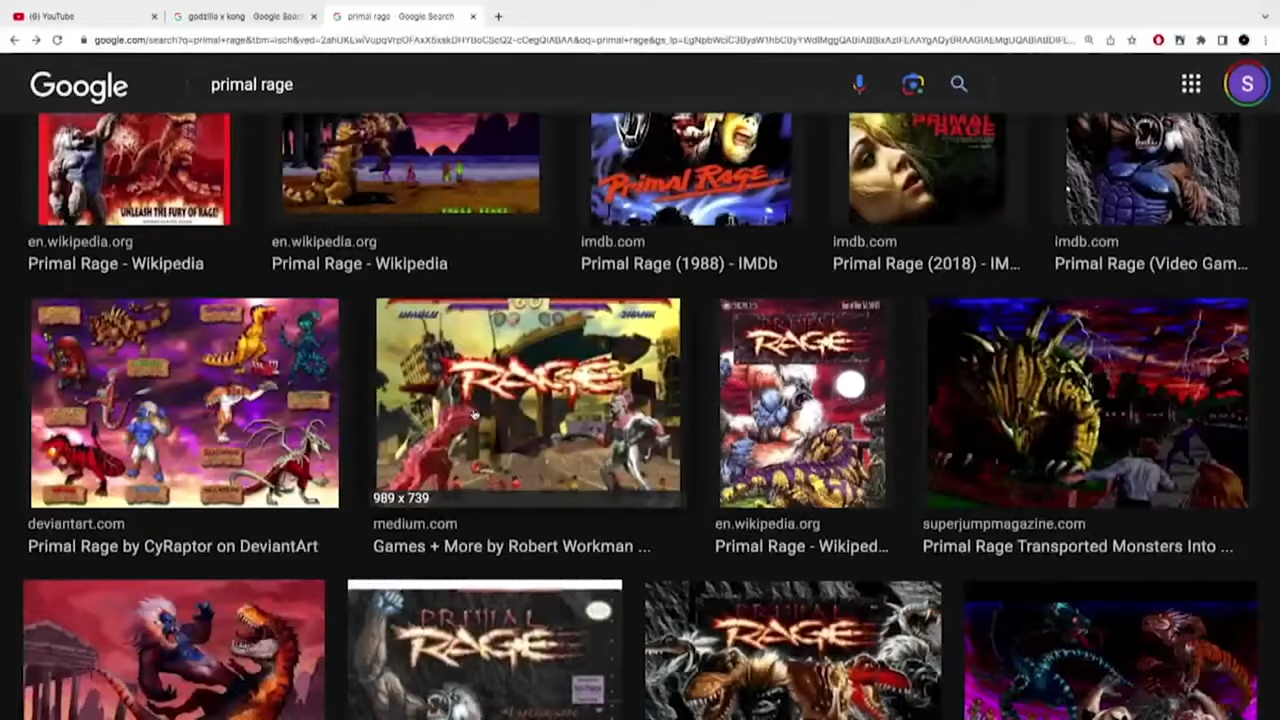 (6) YouTube
godzilla x kong - Google Sear
primal rage - Google Search
Google
primal rage
S
UNLEASH THE FURY OF RAGE!
Primal Rage
PRIMAL
RAGE
en.wikipedia.org
en.wikipedia.org
imdb.com
imdb.com
imdb.com
Primal Rage - Wikipedia
Primal Rage - Wikipedia
Primal Rage (1988) - IMDb
Primal Rage (2018) - IM...
Primal Rage (Video Gam...
DIABLO
RAGE
PRIMAL
RAGE
989 x 739
deviantart.com
medium.com
en.wikipedia.org
superjumpmagazine.com
Primal Rage by CyRaptor on DeviantArt
Games + More by Robert Workman ...
Primal Rage - Wikiped...
Primal Rage Transported Monsters Into ...
PRIMAL
RAGE
PRIMAL
RAGE